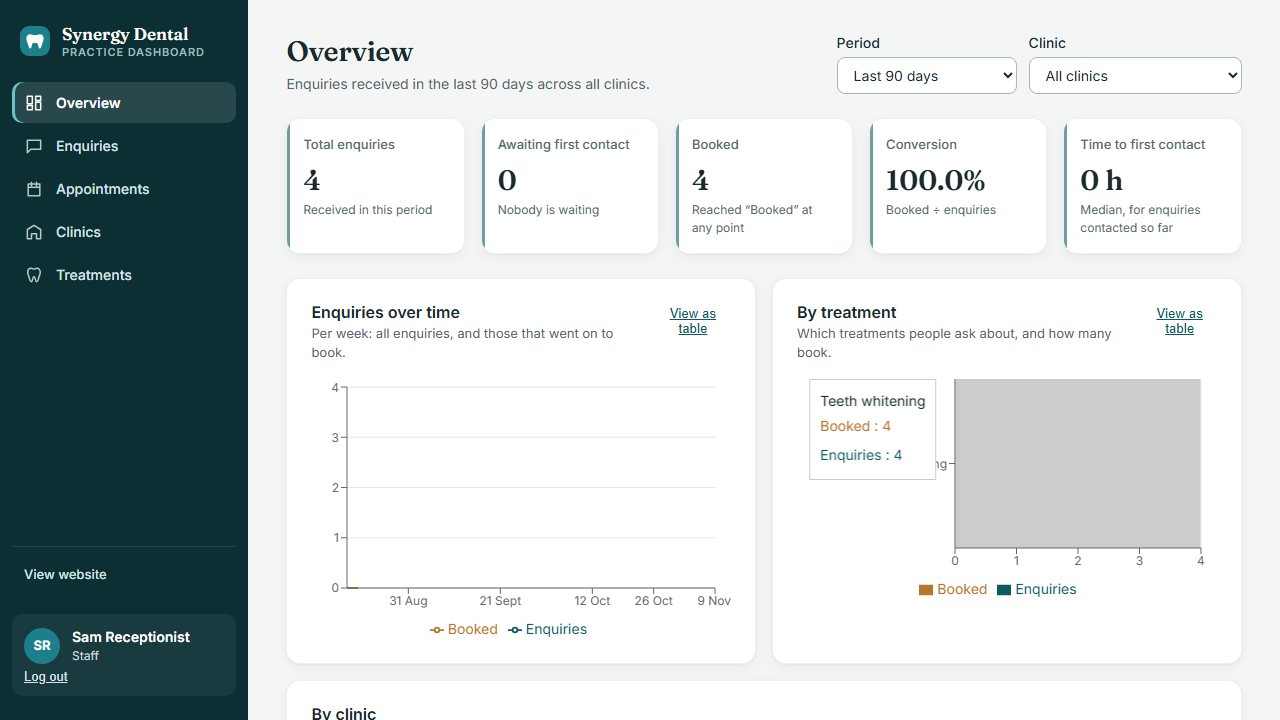 Synergy Dental
PRACTICE DASHBOARD
Overview
Enquiries
Appointments
Clinics
Treatments
View website
SR
Sam Receptionist
Staff
Log out
Overview
Enquiries received in the last 90 days across all clinics.
Period
Last 90 days
Clinic
All clinics
Total enquiries
4
Received in this period
Awaiting first contact
0
Nobody is waiting
Booked
4
Reached “Booked” at
any point
Conversion
100.0%
Booked ÷ enquiries
Time to first contact
0 h
Median, for enquiries
contacted so far
Enquiries over time
Per week: all enquiries, and those that went on to
book.
View as
table
4
3
2
1
0
31 Aug
21 Sept
12 Oct
26 Oct
9 Nov
Booked
Enquiries
By treatment
Which treatments people ask about, and how many
book.
View as
table
Teeth whitening
Booked : 4
Enquiries : 4
ng
0
1
2
3
4
Booked
Enquiries
By clinic